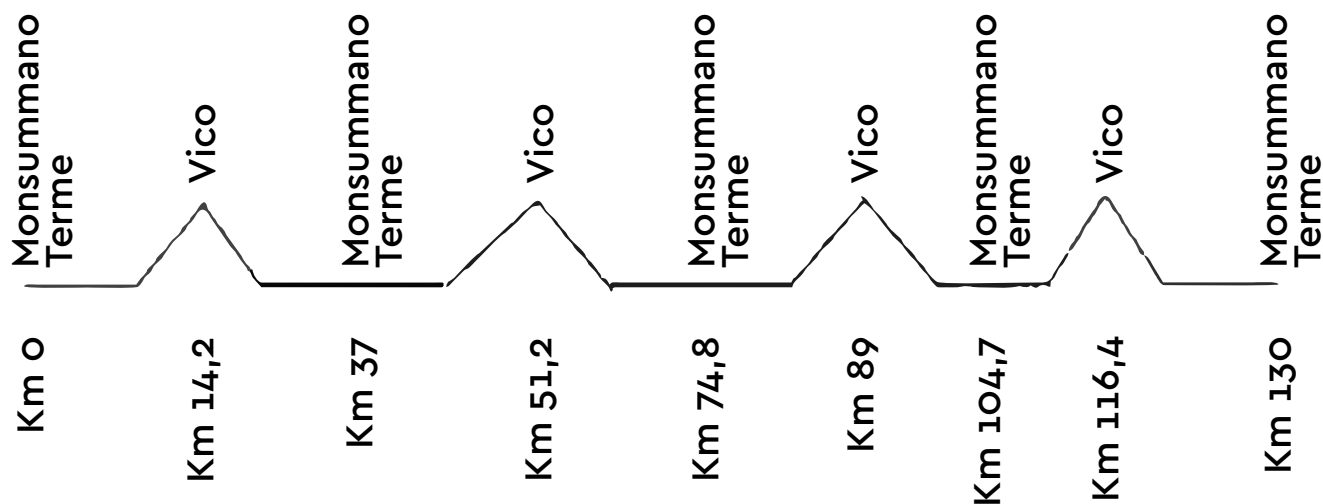 Monsummano
Terme
Vico
Monsummano
Terme
Vico
Monsummano
Terme
Vico
Monsummano
Terme
Vico
Monsummano
Terme
Km 0
Km 14,2
Km 37
Km 51,2
Km 74,8
Km 89
Km 104,7
Km 116,4
Km 130